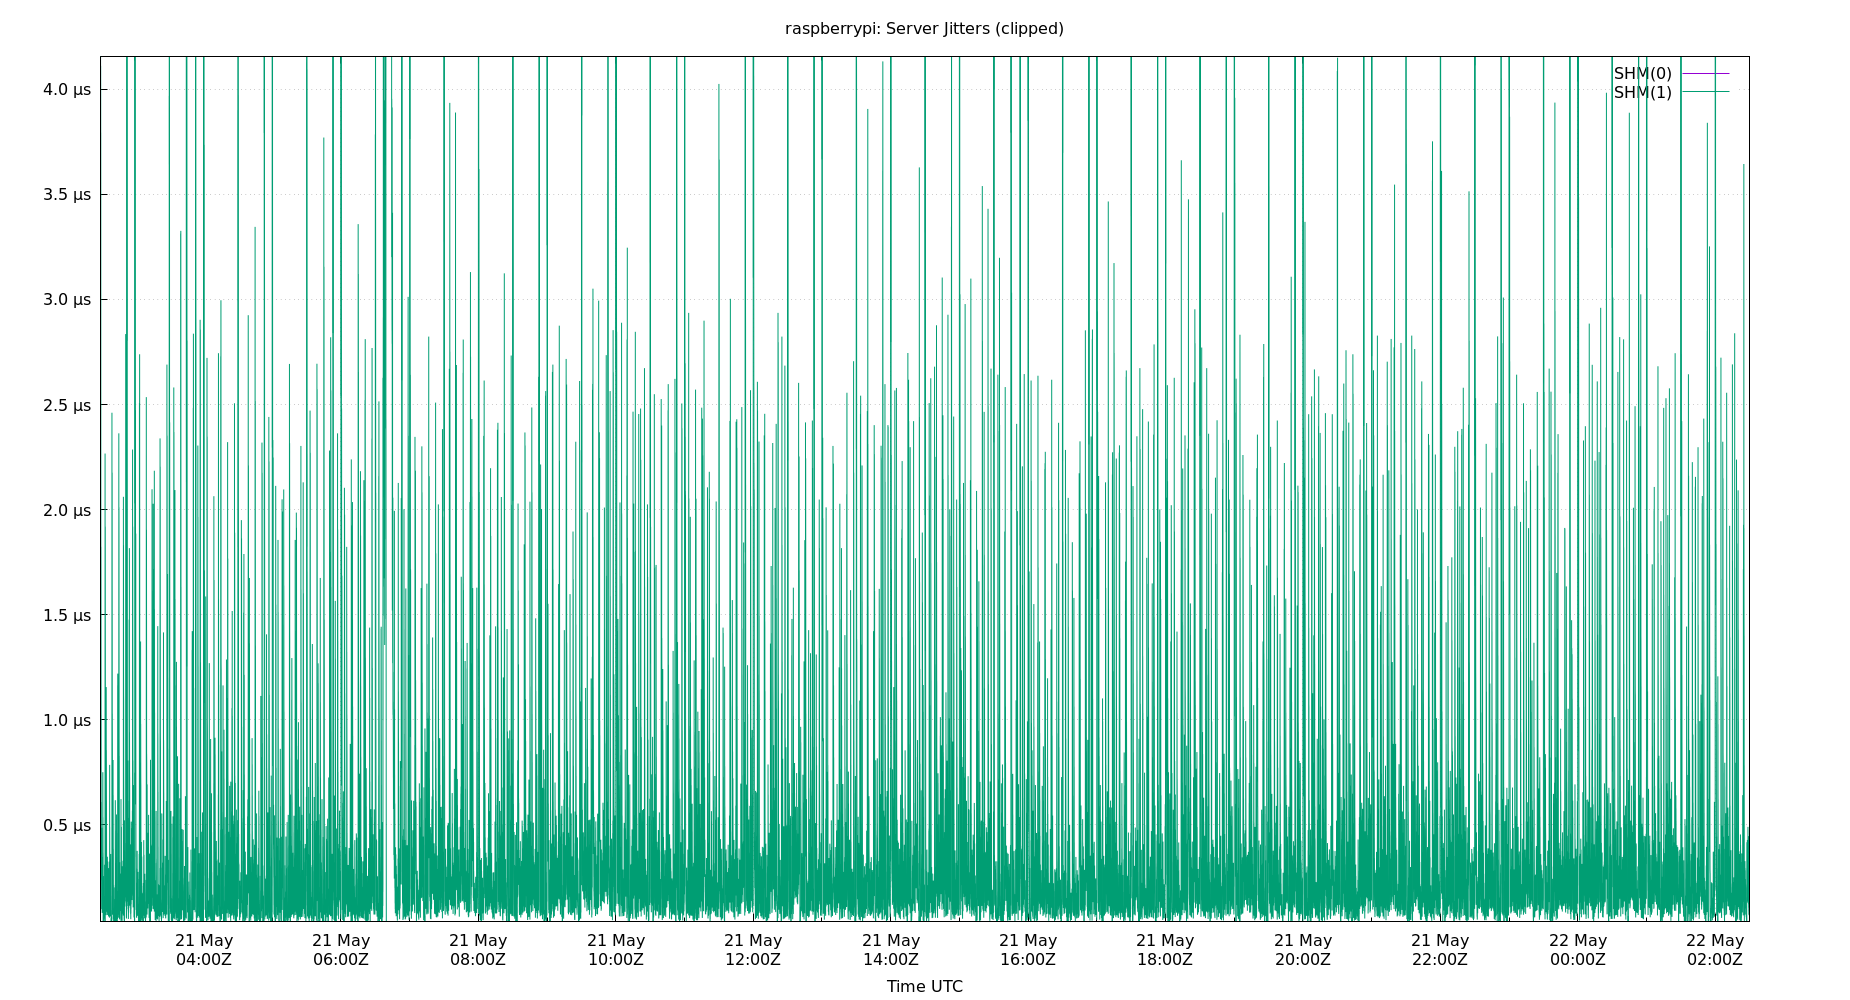 raspberrypi: Server Jitters (clipped)
SHM(0)
SHM(1)
4.0 µs
3.5 µs
3.0 µs
2.5 µs
2.0 µs
1.5 µs
1.0 µs
0.5 µs
21 May 21 May 21 May 21 May 21 May 21 May 21 May 21 May 21 May 21 May 22 May 22 May
04:00Z 06:00Z 08:00Z 10:00Z 12:00Z 14:00Z 16:00Z 18:00Z 20:00Z 22:00Z 00:00Z 02:00Z
Time UTC